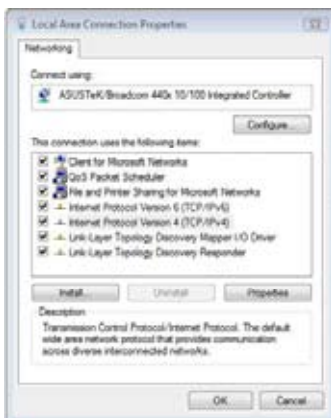 Local Area Connection Properties
Networking
Connect using:
ASUSTeK/Broadcom 440x 10/100 Integrated Controller
Configure...
This connection uses the following items:
Client for Microsoft Networks
QoS Packet Scheduler
File and Printer Sharing for Microsoft Networks
Internet Protocol Version 6 (TCP/IPv6)
Internet Protocol Version 4 (TCP/IPv4)
Link-Layer Topology Discovery Mapper I/O Driver
Link-Layer Topology Discovery Responder
Install...
Uninstall
Properties
Description
Transmission Control Protocol/Internet Protocol. The default
wide area network protocol that provides communication
across diverse interconnected networks.
OK
Cancel